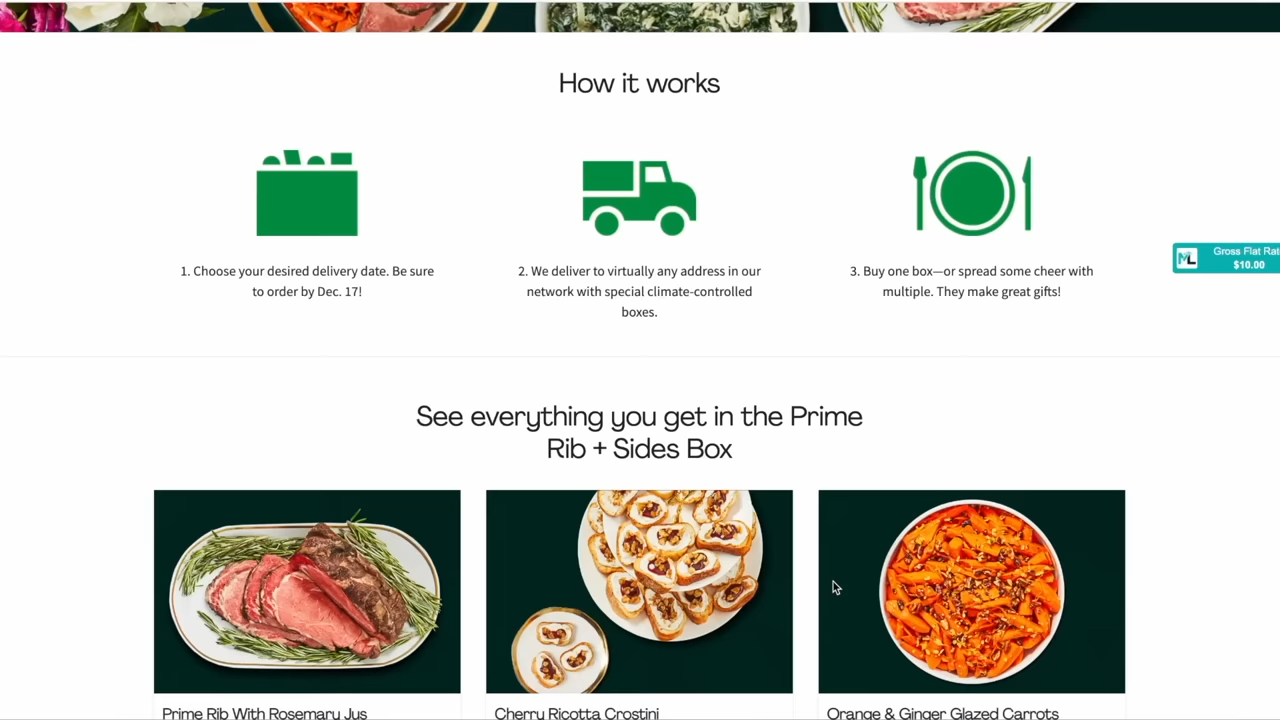 How it works
Gross Flat Rat
$10.00
ML
1. Choose your desired delivery date. Be sure
to order by Dec. 17!
2. We deliver to virtually any address in our
network with special climate-controlled
boxes.
3. Buy one box—or spread some cheer with
multiple. They make great gifts!
See everything you get in the Prime
Rib + Sides Box
Prime Rib With Rosemary Jus
Cherry Ricotta Crostini
Orange & Ginger Glazed Carrots